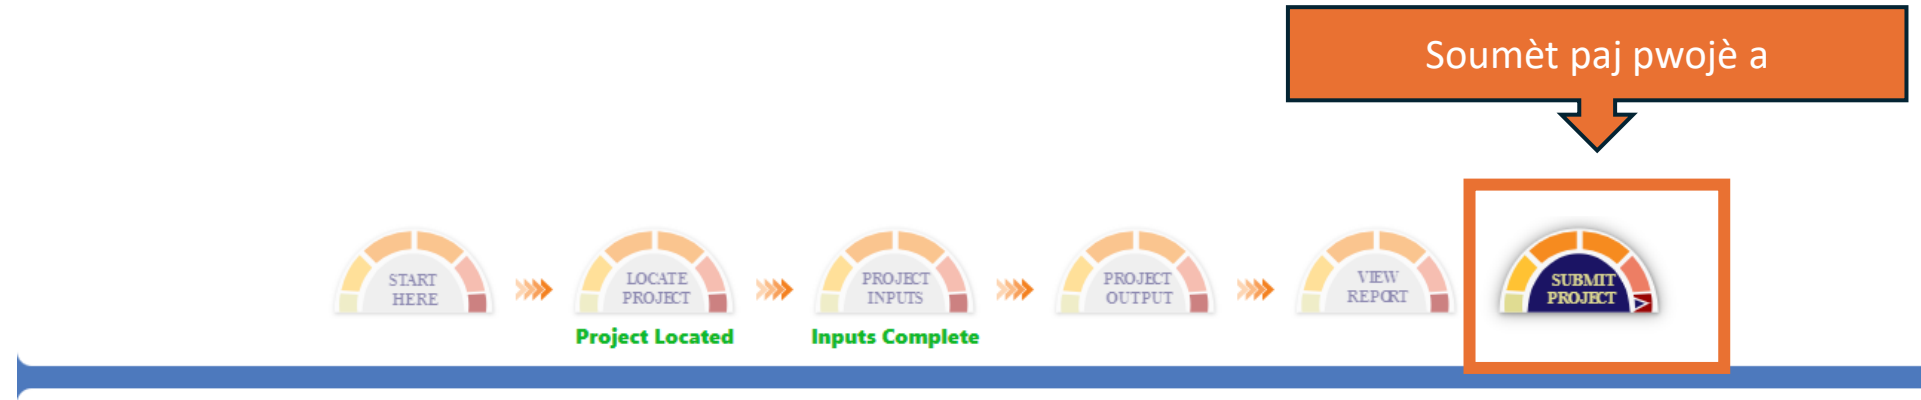 Soumèt paj pwojè a
START
HERE
LOCATE
PROJECT
PROJECT
INPUTS
PROJECT
OUTPUT
VIEW
REPORT
SUBMIT
PROJECT
Project Located
Inputs Complete